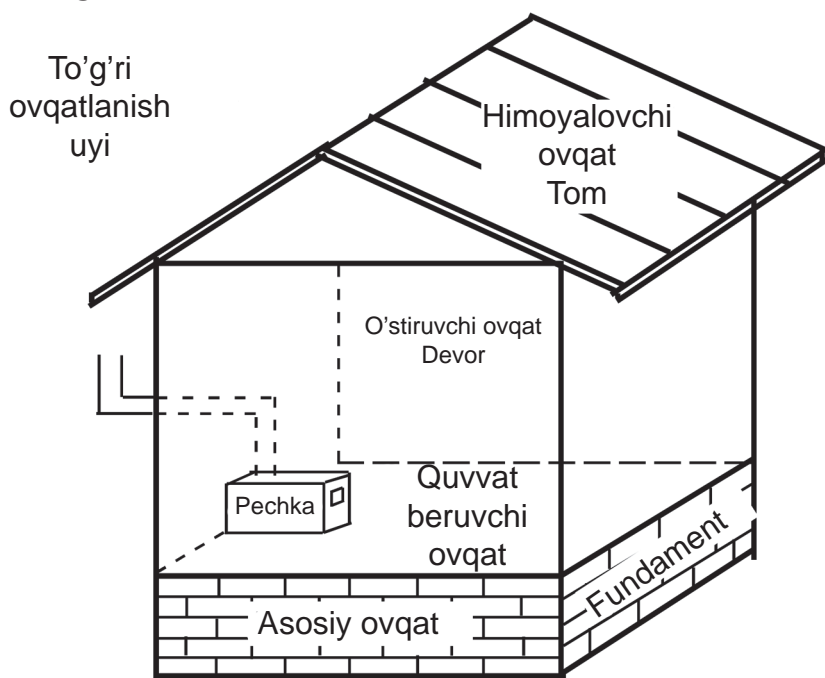 To'g'ri
ovqatlanish
uyi
Himoyalovchi
ovqat
Tom
O'stiruvchi ovqat
Devor
Pechka
Quvvat
beruvchi
ovqat
Asosiy ovqat
Fundament